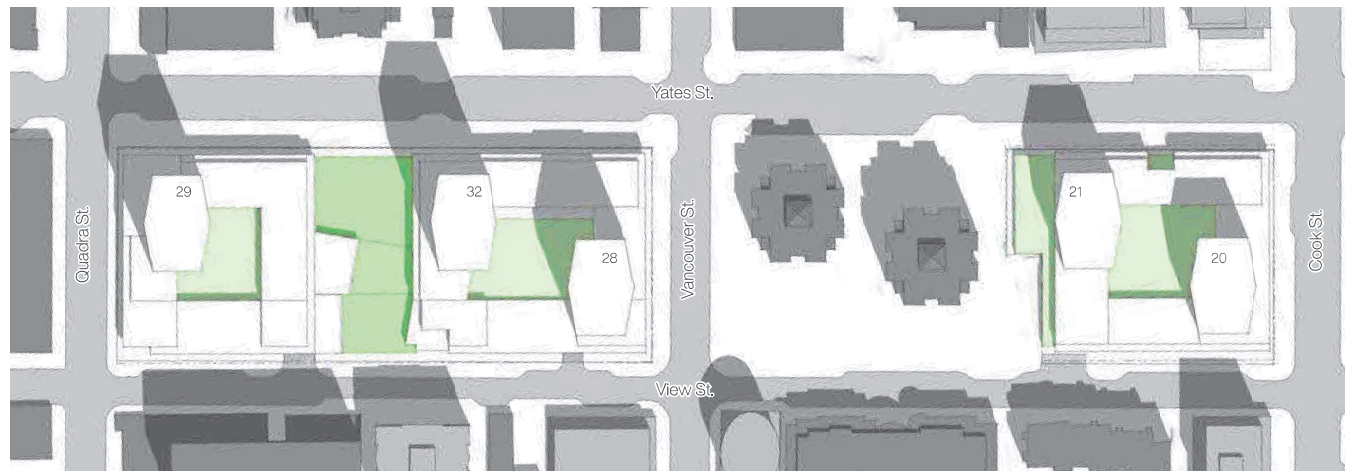 Yates St.
29
32
21
Quadra St.
Vancouver St.
28
20
Cook St.
View St.